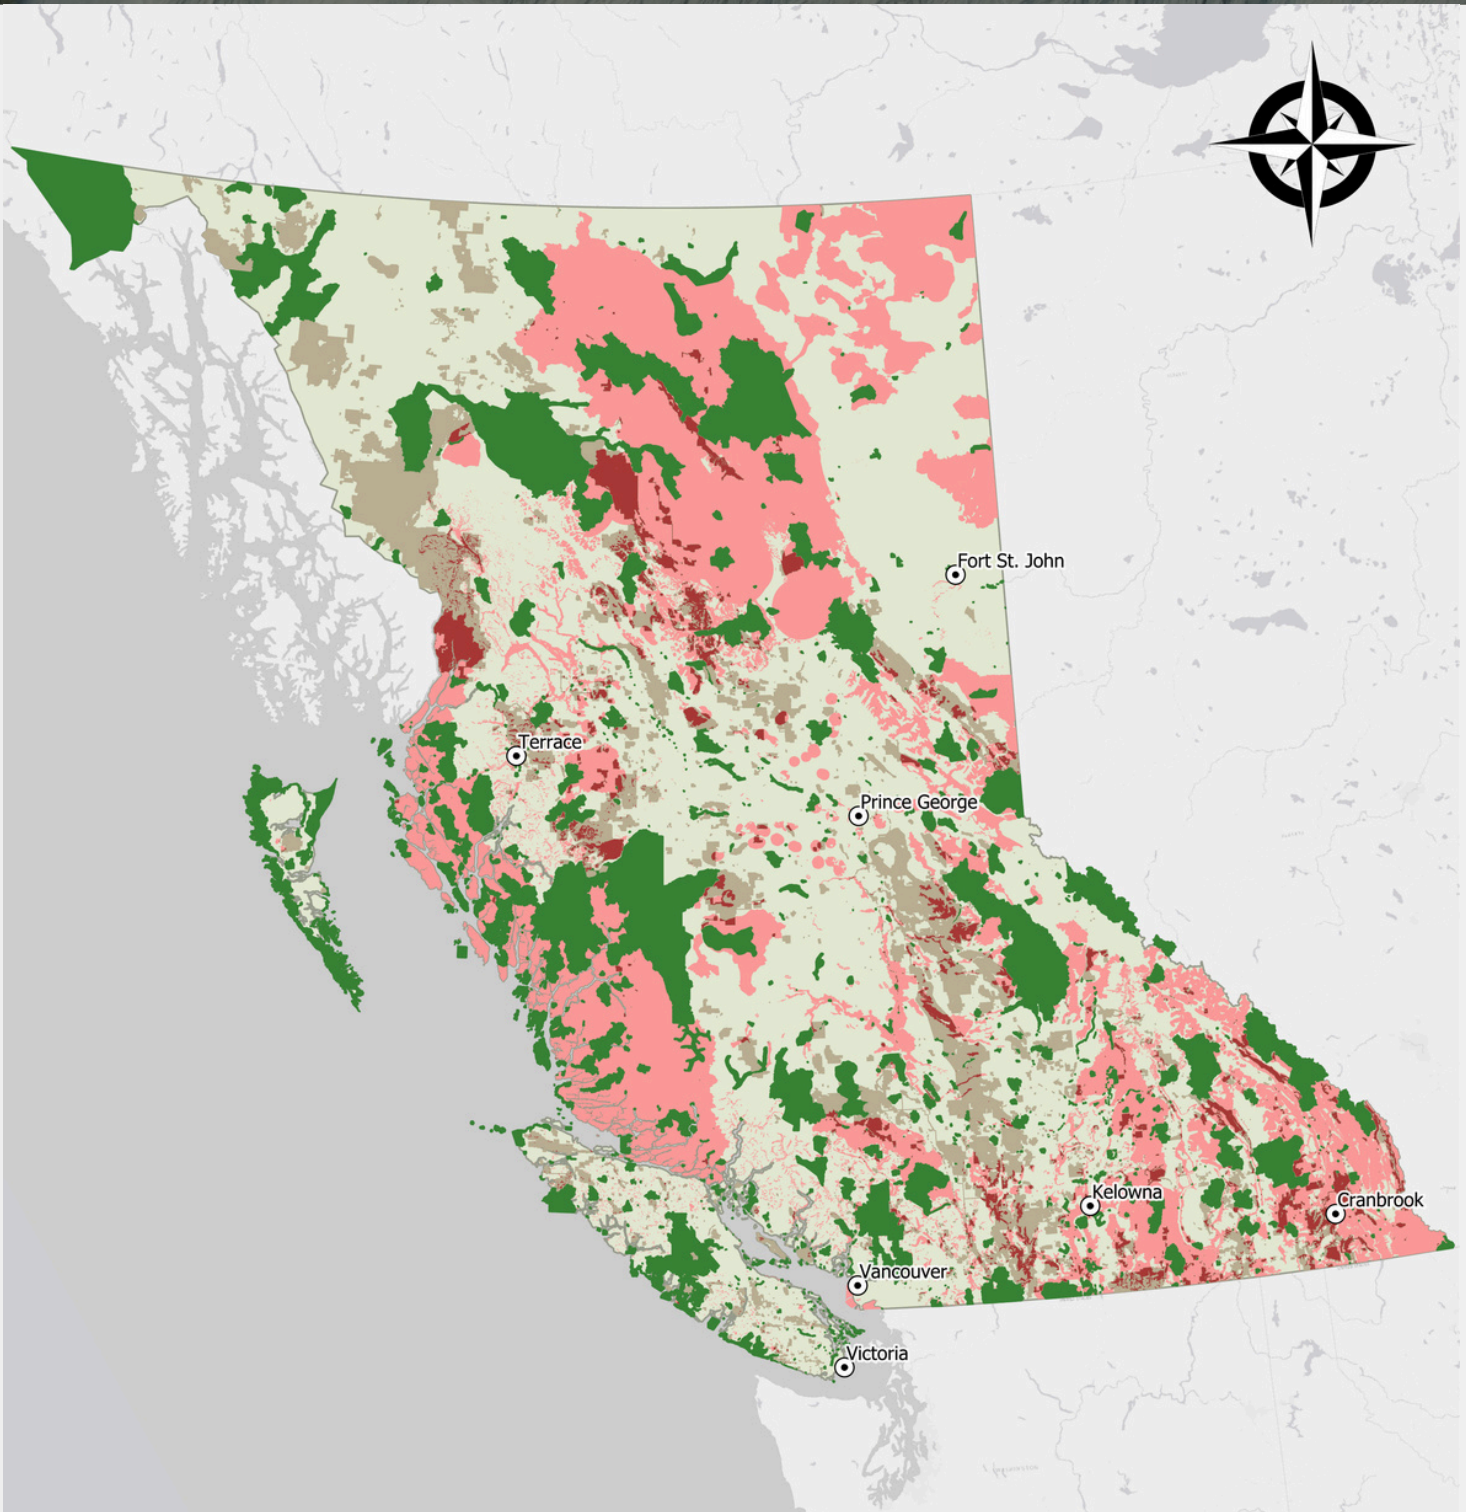 Fort St. John
Terrace
Prince George
Kelowna
Cranbrook
Vancouver
Victoria